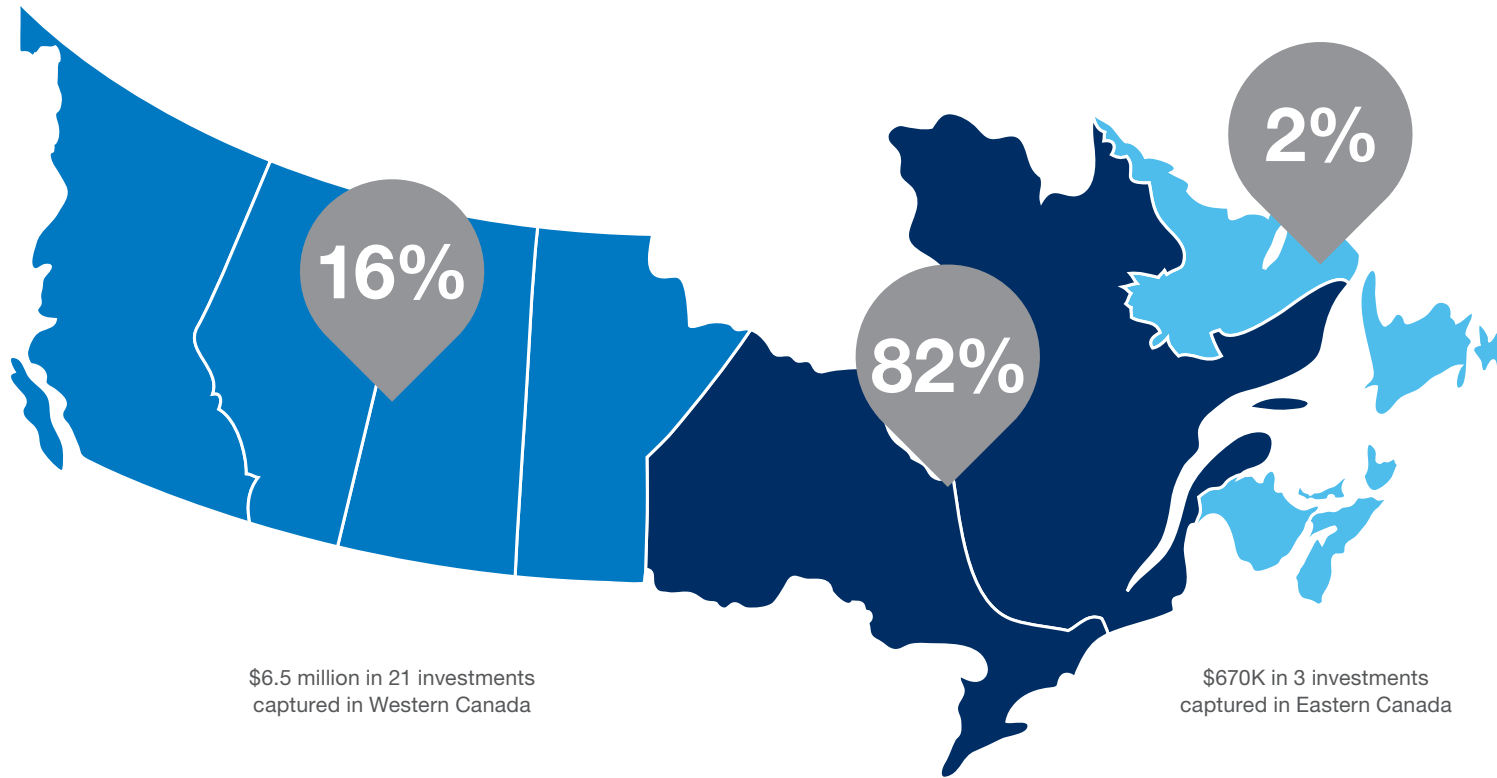 2%
16%
82%
$6.5 million in 21 investments
captured in Western Canada
$670K in 3 investments
captured in Eastern Canada